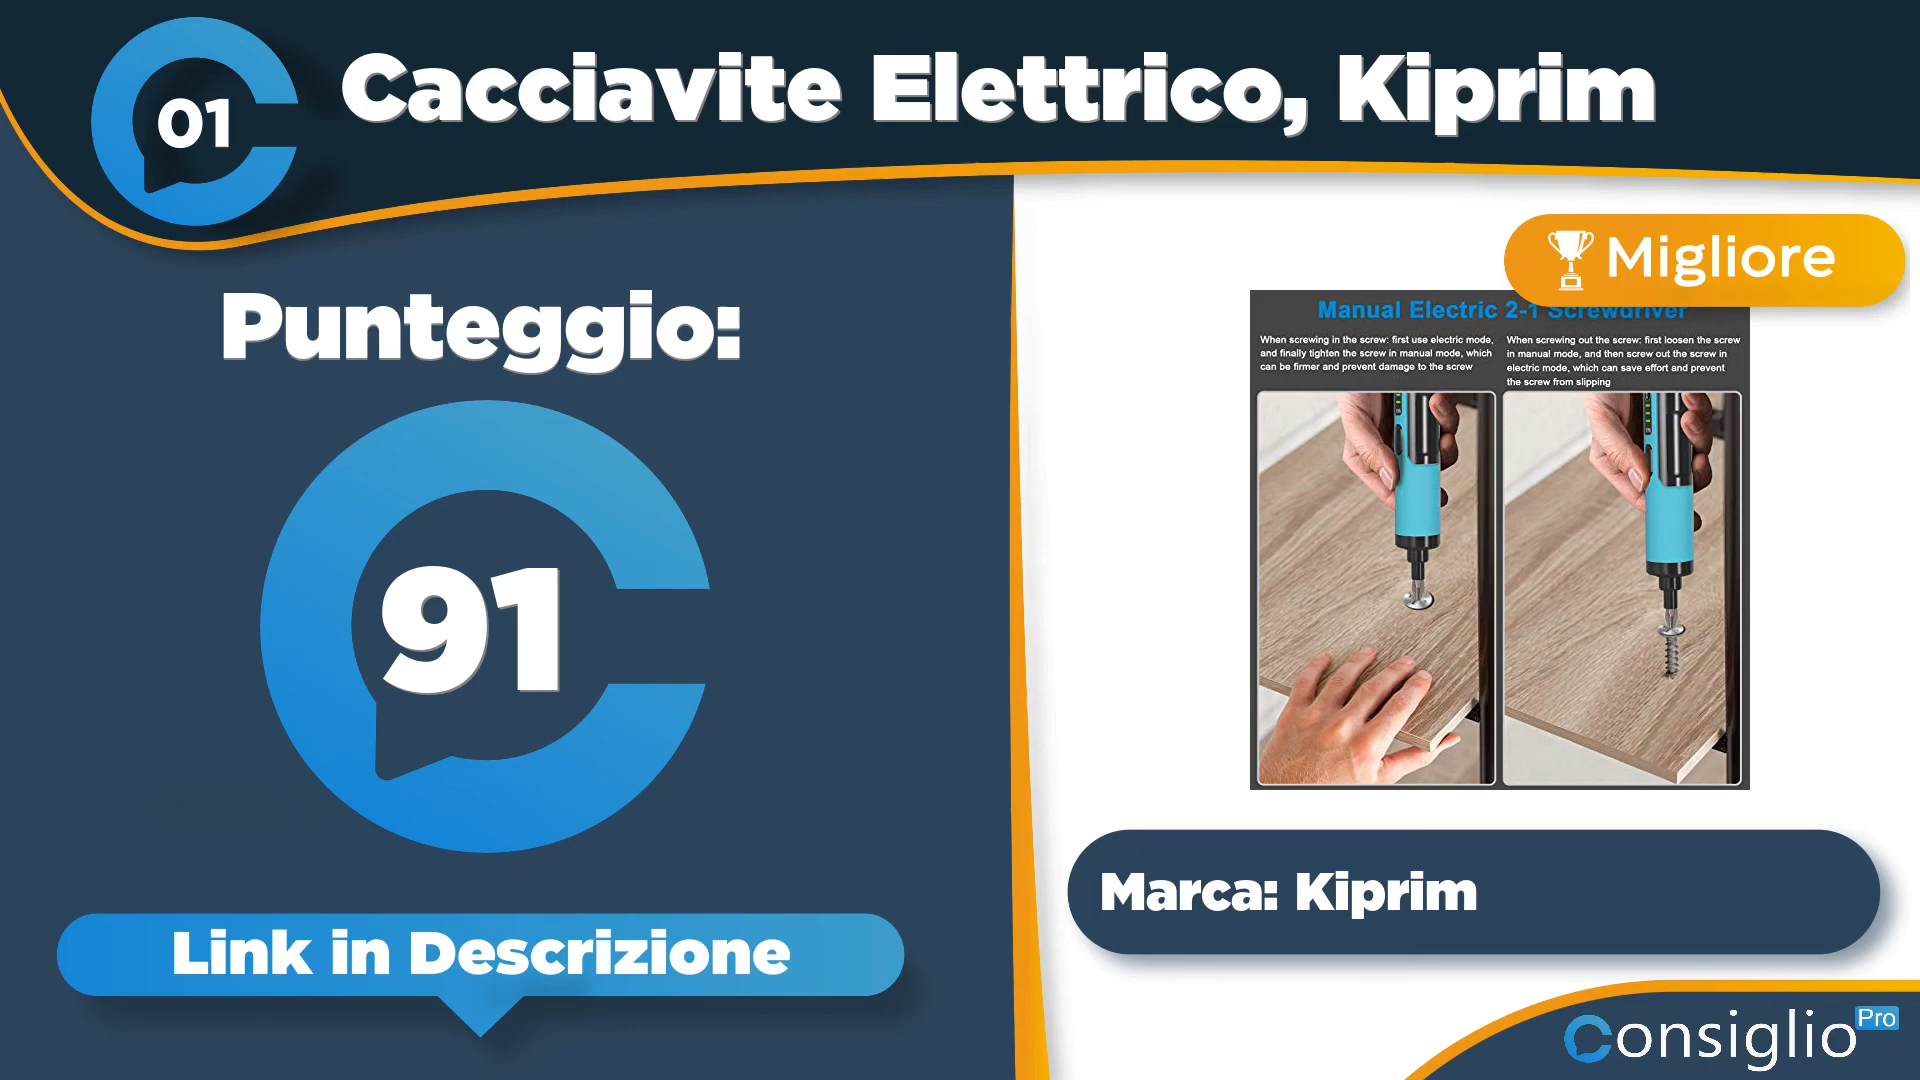 01
Cacciavite Elettrico, Kiprim
Migliore
Punteggio:
91
Link in Descrizione
Manual Electric 2-1 Screwdriver
When screwing in the screw: first use electric mode,
and finally tighten the screw in manual mode, which
can be firmer and prevent damage to the screw
When screwing out the screw: first loosen the screw
in manual mode, and then screw out the screw in
electric mode, which can save effort and prevent
the screw from slipping
Marca: Kiprim
Consiglio Pro